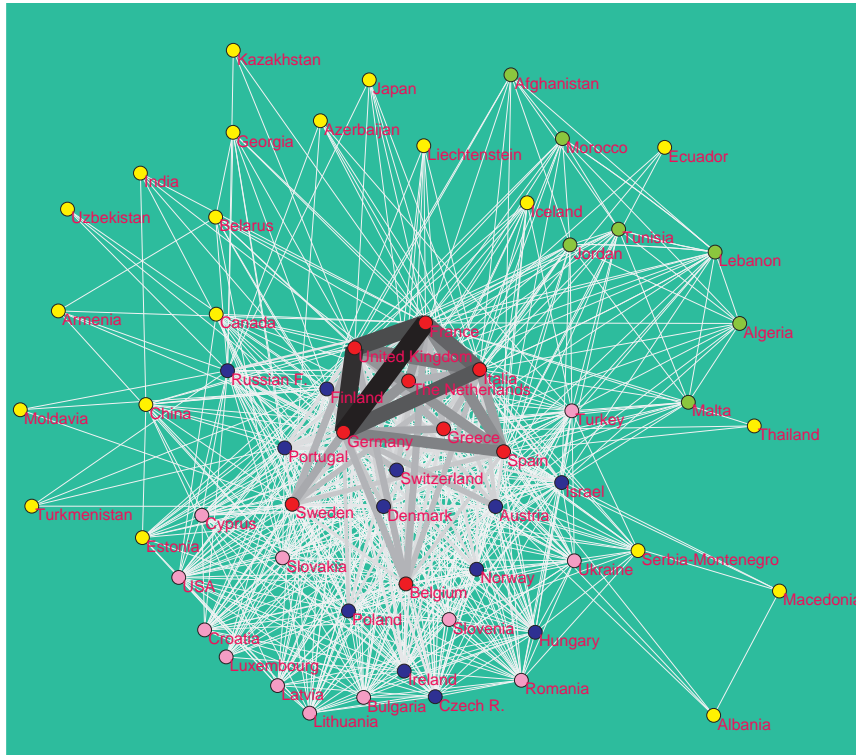 Kazakhstan
Japan
Afghanistan
Azerbaijan
Georgia
Liechtenstein
Morocco
Ecuador
India
Uzbekistan
Belarus
Iceland
Tunisia
Jordan
Lebanon
Armenia
Canada
France
Algeria
United Kingdom
Russian F.
The Netherlands
Italia
Finland
Moldavia
China
Turkey
Malta
Thailand
Germany
Greece
Portugal
Spain
Switzerland
Israel
Turkmenistan
Cyprus
Sweden
Denmark
Austria
Estonia
Slovakia
Serbia-Montenegro
USA
Norway
Ukraine
Belgium
Macedonia
Poland
Slovenia
Croatia
Hungary
Luxembourg
Ireland
Romania
Latvia
Bulgaria
Czech R.
Lithuania
Albania